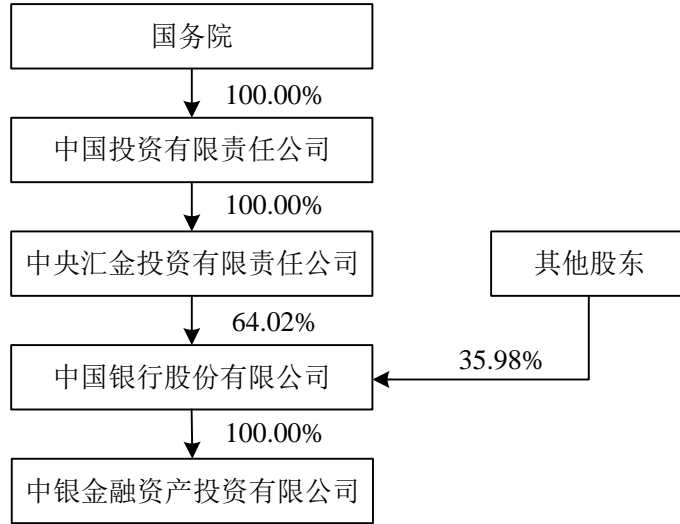 国务院
100.00%
中国投资有限责任公司
100.00%
中央汇金投资有限责任公司
其他股东
64.02%
35.98%
中国银行股份有限公司
100.00%
中银金融资产投资有限公司